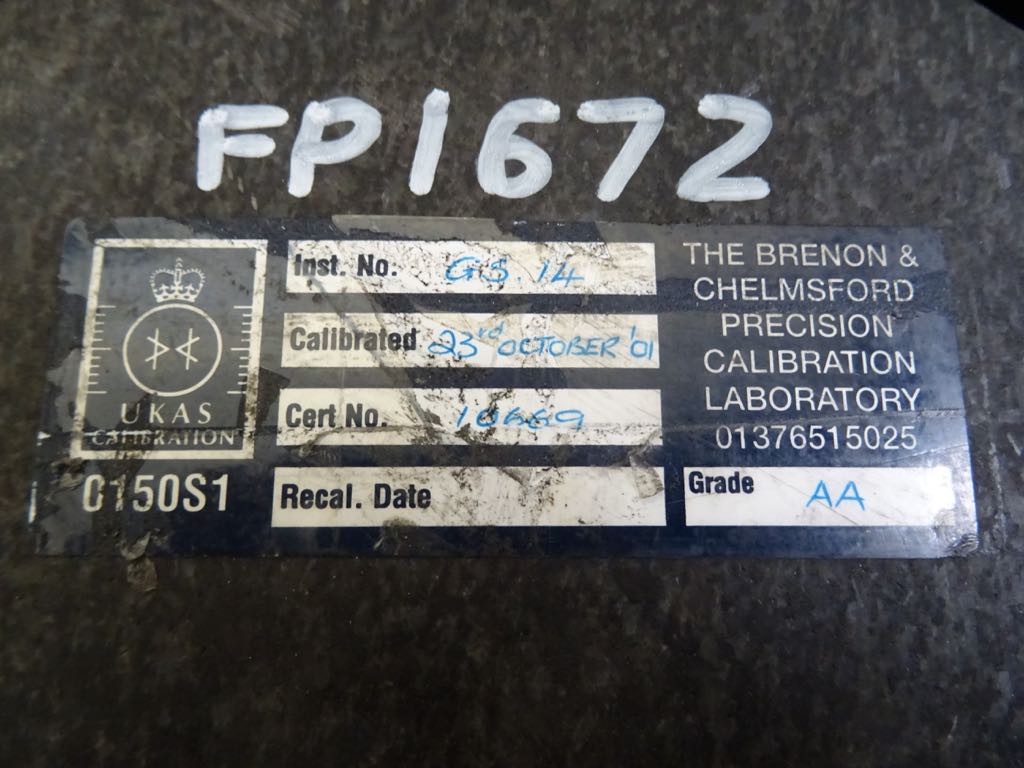 FP1672
UKAS
CALIBRATION
0150S1
Inst. No. GS 14
Calibrated 23rd OCTOBER '01
Cert No. 10669
Recal. Date
THE BRENON &
CHELMSFORD
PRECISION
CALIBRATION
LABORATORY
01376515025
Grade AA